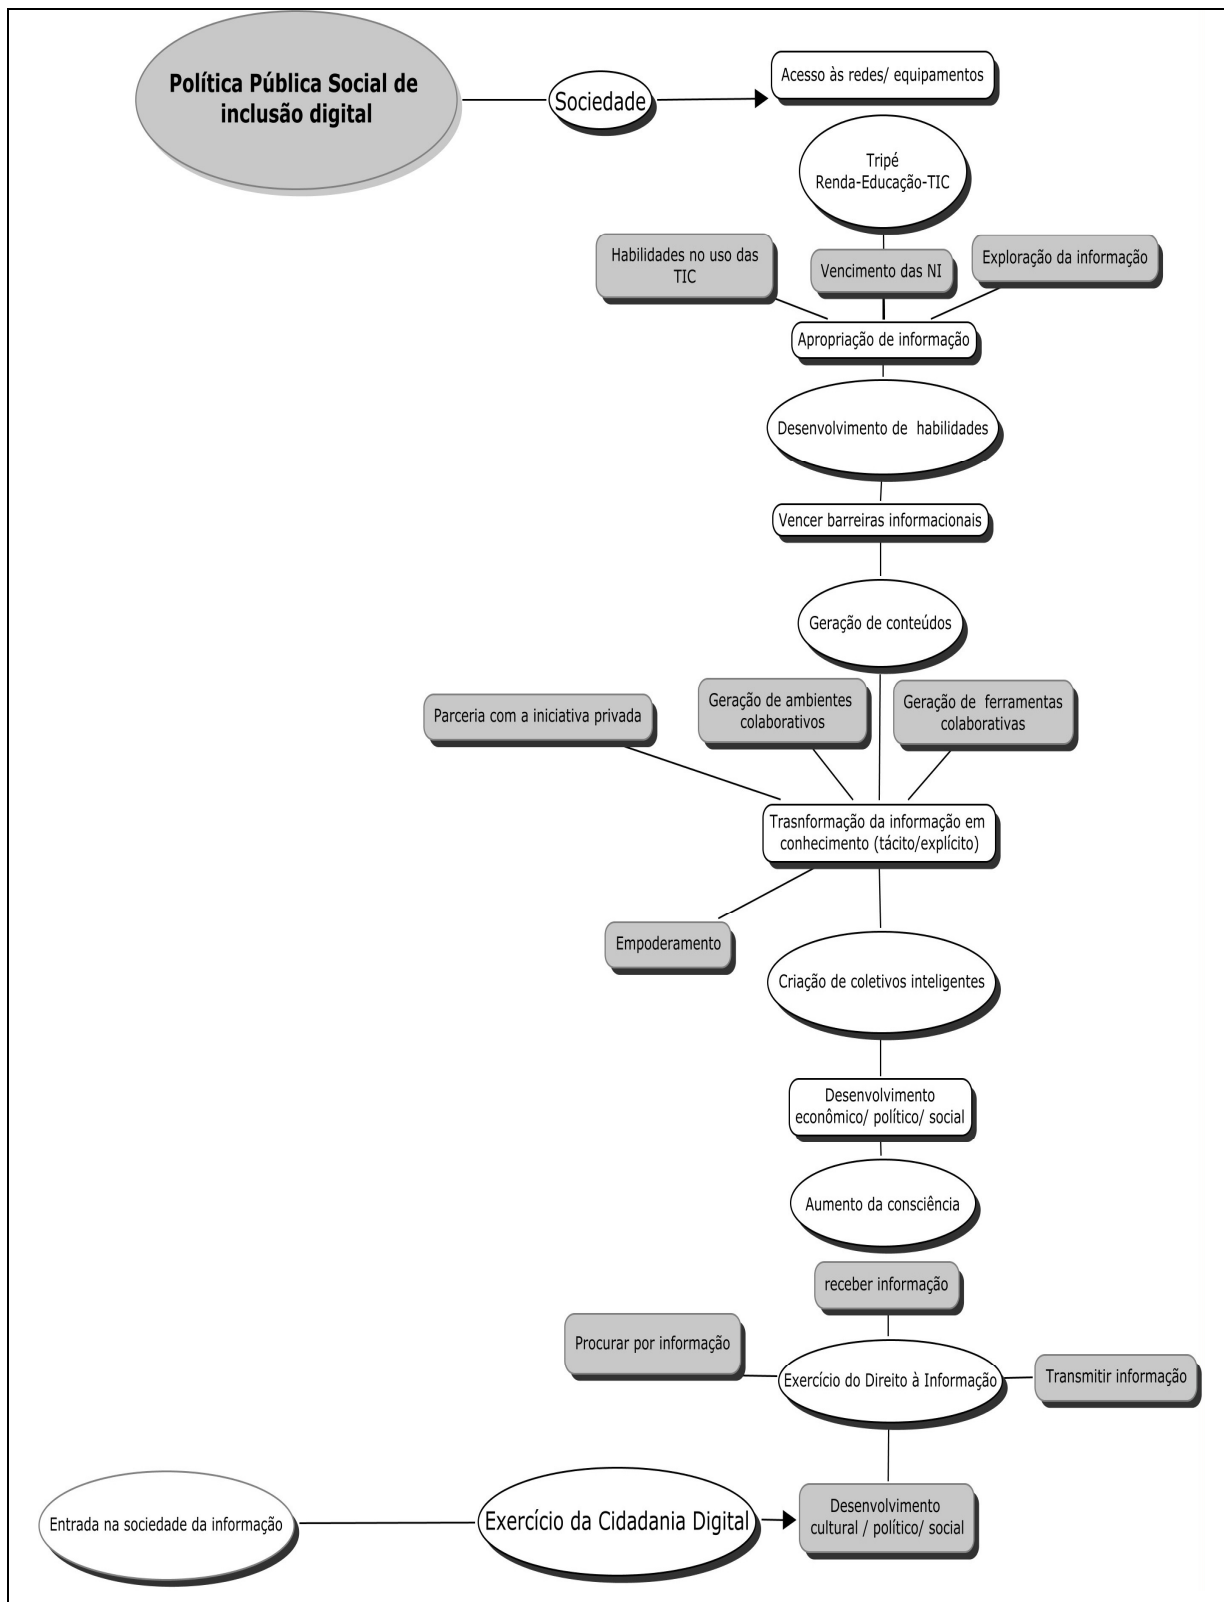 Política Pública Social de
inclusão digital
Sociedade
Acesso às redes/ equipamentos
Tripé
Renda-Educação-TIC
Habilidades no uso das
TIC
Vencimento das NI
Exploração da informação
Apropriação de informação
Desenvolvimento de  habilidades
Vencer barreiras informacionais
Geração de conteúdos
Parceria com a iniciativa privada
Geração de ambientes
colaborativos
Geração de  ferramentas
colaborativas
Trasnformação da informação em
conhecimento (tácito/explícito)
Empoderamento
Criação de coletivos inteligentes
Desenvolvimento
econômico/ político/ social
Aumento da consciência
receber informação
Procurar por informação
Exercício do Direito à Informação
Transmitir informação
Entrada na sociedade da informação
Exercício da Cidadania Digital
Desenvolvimento
cultural / político/ social